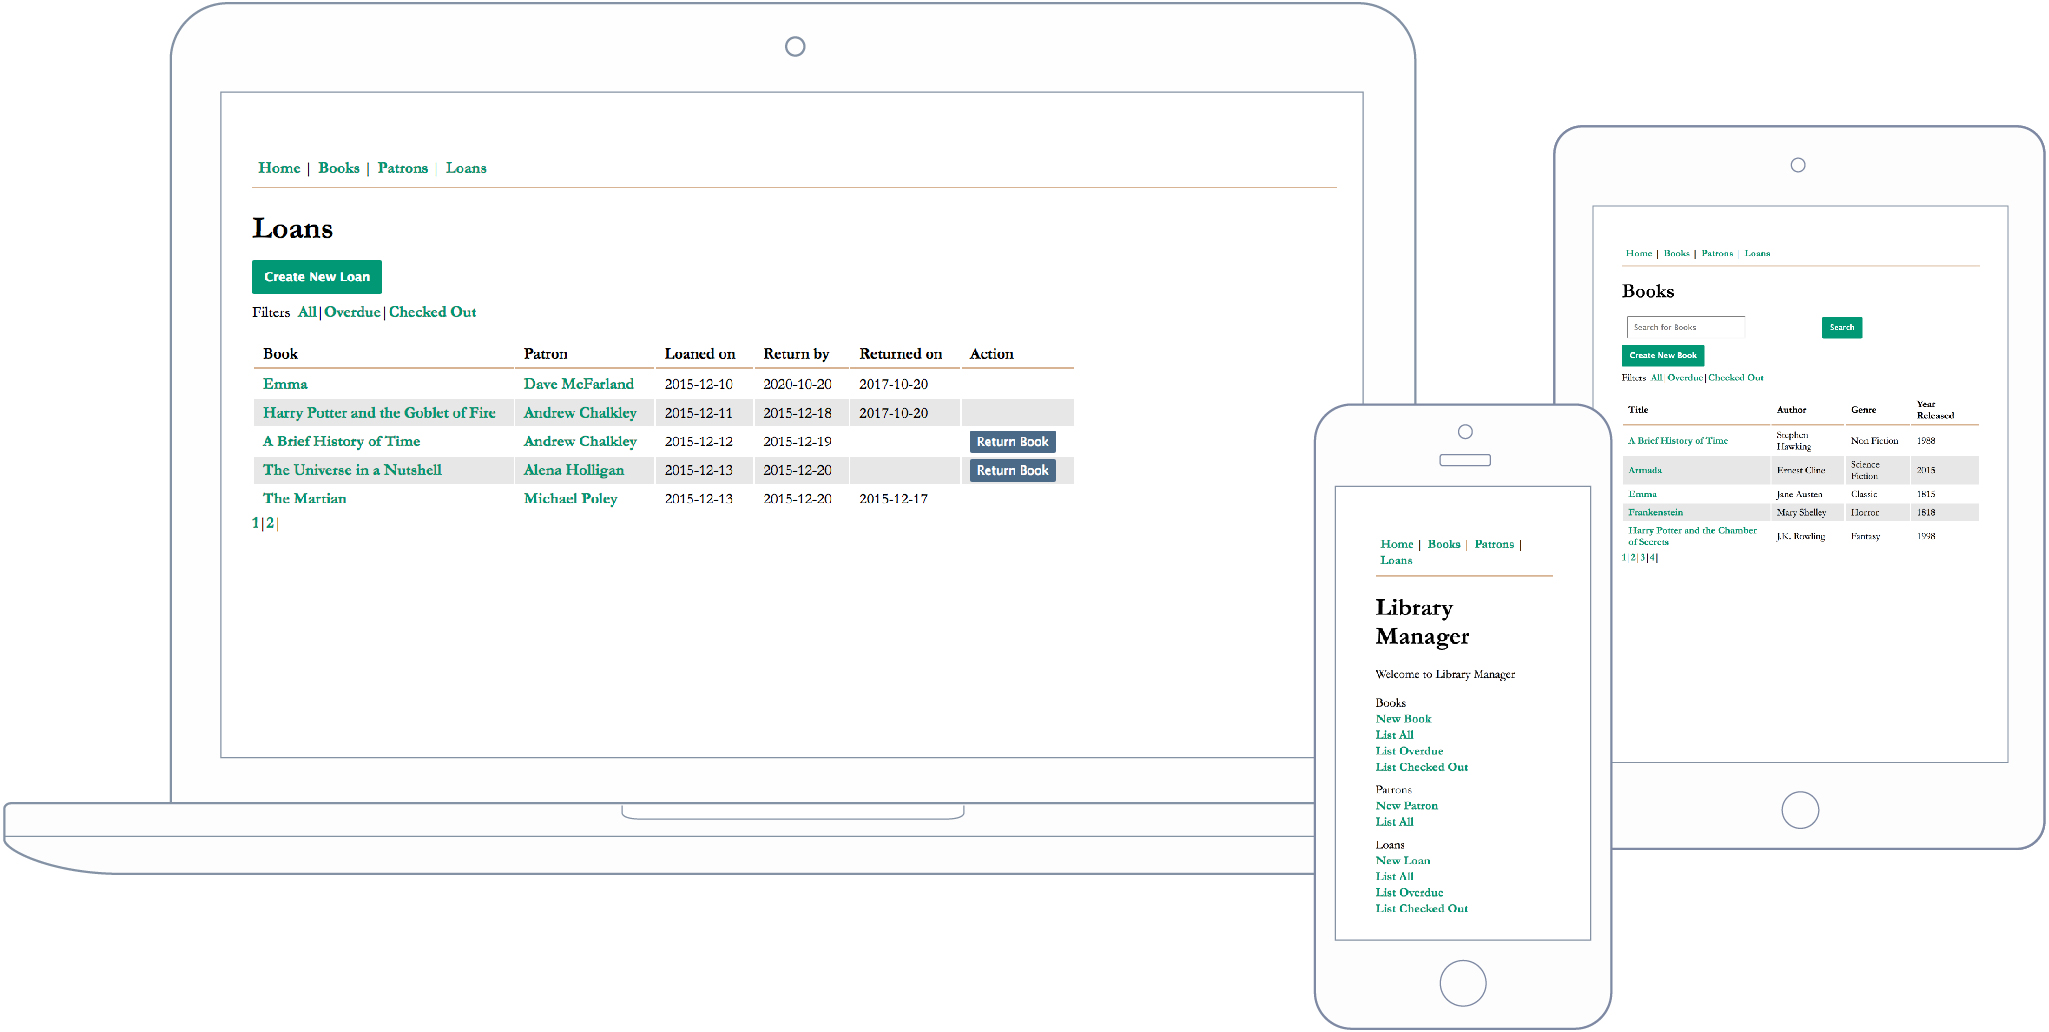 Home | Books | Patrons | Loans
Loans
Create New Loan
Filters All|Overdue|Checked Out
Book Patron Loaned on Return by Returned on Action
Emma Dave McFarland 2015-12-10 2020-10-20 2017-10-20
Harry Potter and the Goblet of Fire Andrew Chalkley 2015-12-11 2015-12-18 2017-10-20
A Brief History of Time Andrew Chalkley 2015-12-12 2015-12-19 Return Book
The Universe in a Nutshell Alena Holligan 2015-12-13 2015-12-20 Return Book
The Martian Michael Poley 2015-12-13 2015-12-20 2015-12-17
1|2|
Home | Books | Patrons |
Loans
Library
Manager
Welcome to Library Manager
Books
New Book
List All
List Overdue
List Checked Out
Patrons
New Patron
List All
Loans
New Loan
List All
List Overdue
List Checked Out
Home | Books | Patrons | Loans
Books
Search for Books Search
Create New Book
Filters All|Overdue|Checked Out
Title Author Genre Year
Released
A Brief History of Time Stephen
Hawking Non Fiction 1988
Armada Ernest Cline Science
Fiction 2015
Emma Jane Austen Classic 1815
Frankenstein Mary Shelley Horror 1818
Harry Potter and the Chamber
of Secrets J.K. Rowling Fantasy 1998
1|2|3|4|